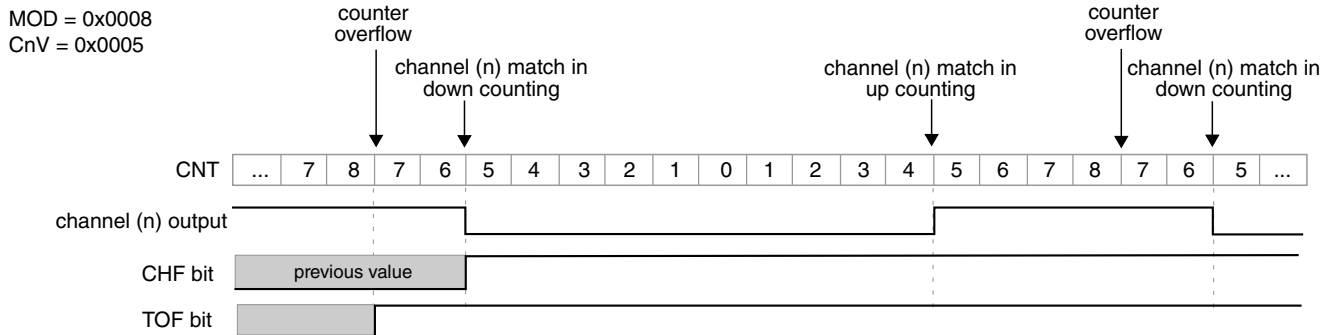 MOD = 0x0008
CnV = 0x0005
counter
overflow
channel (n) match in
down counting
channel (n) match in
up counting
counter
overflow
channel (n) match in
down counting
CNT ... 7 8 7 6 5 4 3 2 1 0 1 2 3 4 5 6 7 8 7 6 5 ...
channel (n) output
CHF bit previous value
TOF bit